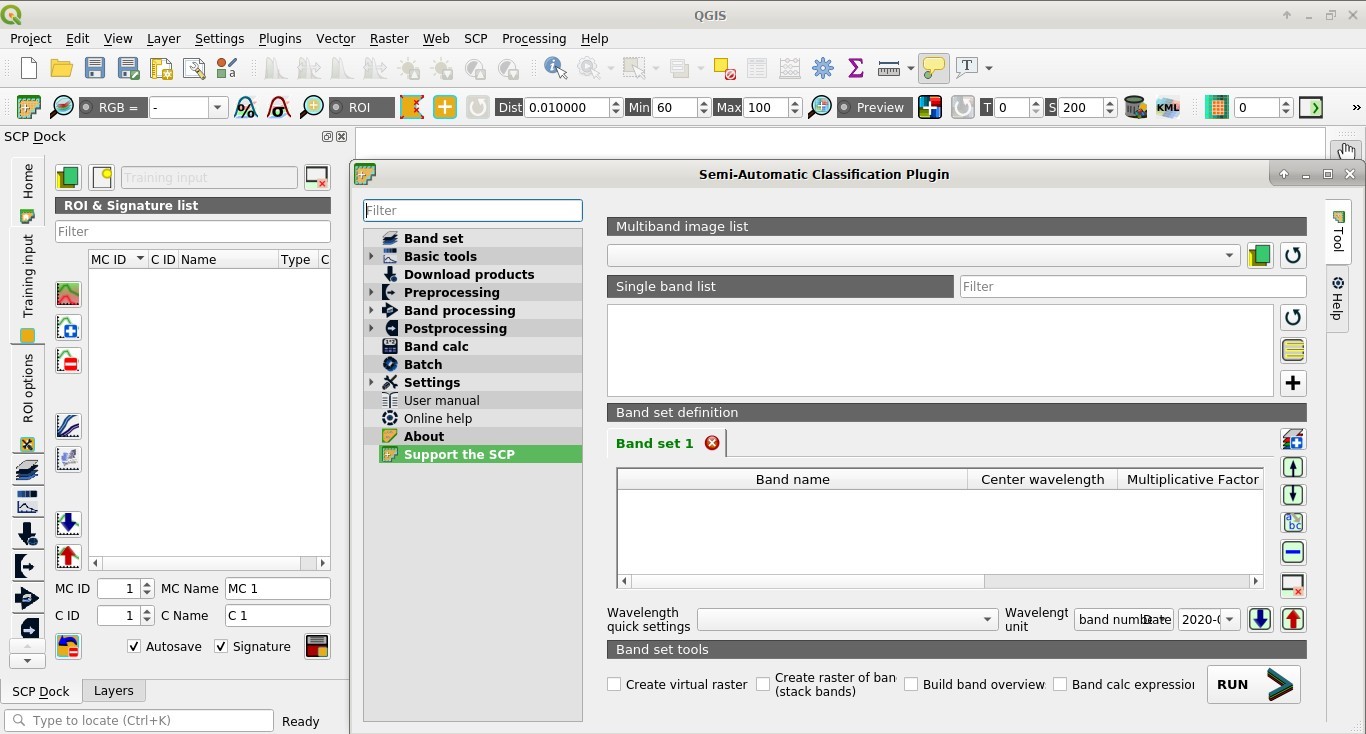 QGIS
Project Edit View Layer Settings Plugins Vector Raster Web SCP Processing Help
RGB = - ROI Dist 0.010000 Min 60 Max 100 Preview T 0 S 200 KML 0 »
SCP Dock
Home
Training input
ROI options
Training input
ROI & Signature list
Filter
MC ID C ID Name Type C
MC ID 1 MC Name MC 1
C ID 1 C Name C 1
Autosave Signature
SCP Dock Layers
Type to locate (Ctrl+K) Ready
Semi-Automatic Classification Plugin
Filter
Band set
Basic tools
Download products
Preprocessing
Band processing
Postprocessing
Band calc
Batch
Settings
User manual
Online help
About
Support the SCP
Multiband image list
Single band list Filter
Band set definition
Band set 1
Band name Center wavelength Multiplicative Factor
Wavelength
quick settings
Wavelengt
unit
band numb Date 2020-0
Band set tools
Create virtual raster
Create raster of ban
(stack bands)
Build band overview
Band calc expression
RUN
Tool
Help